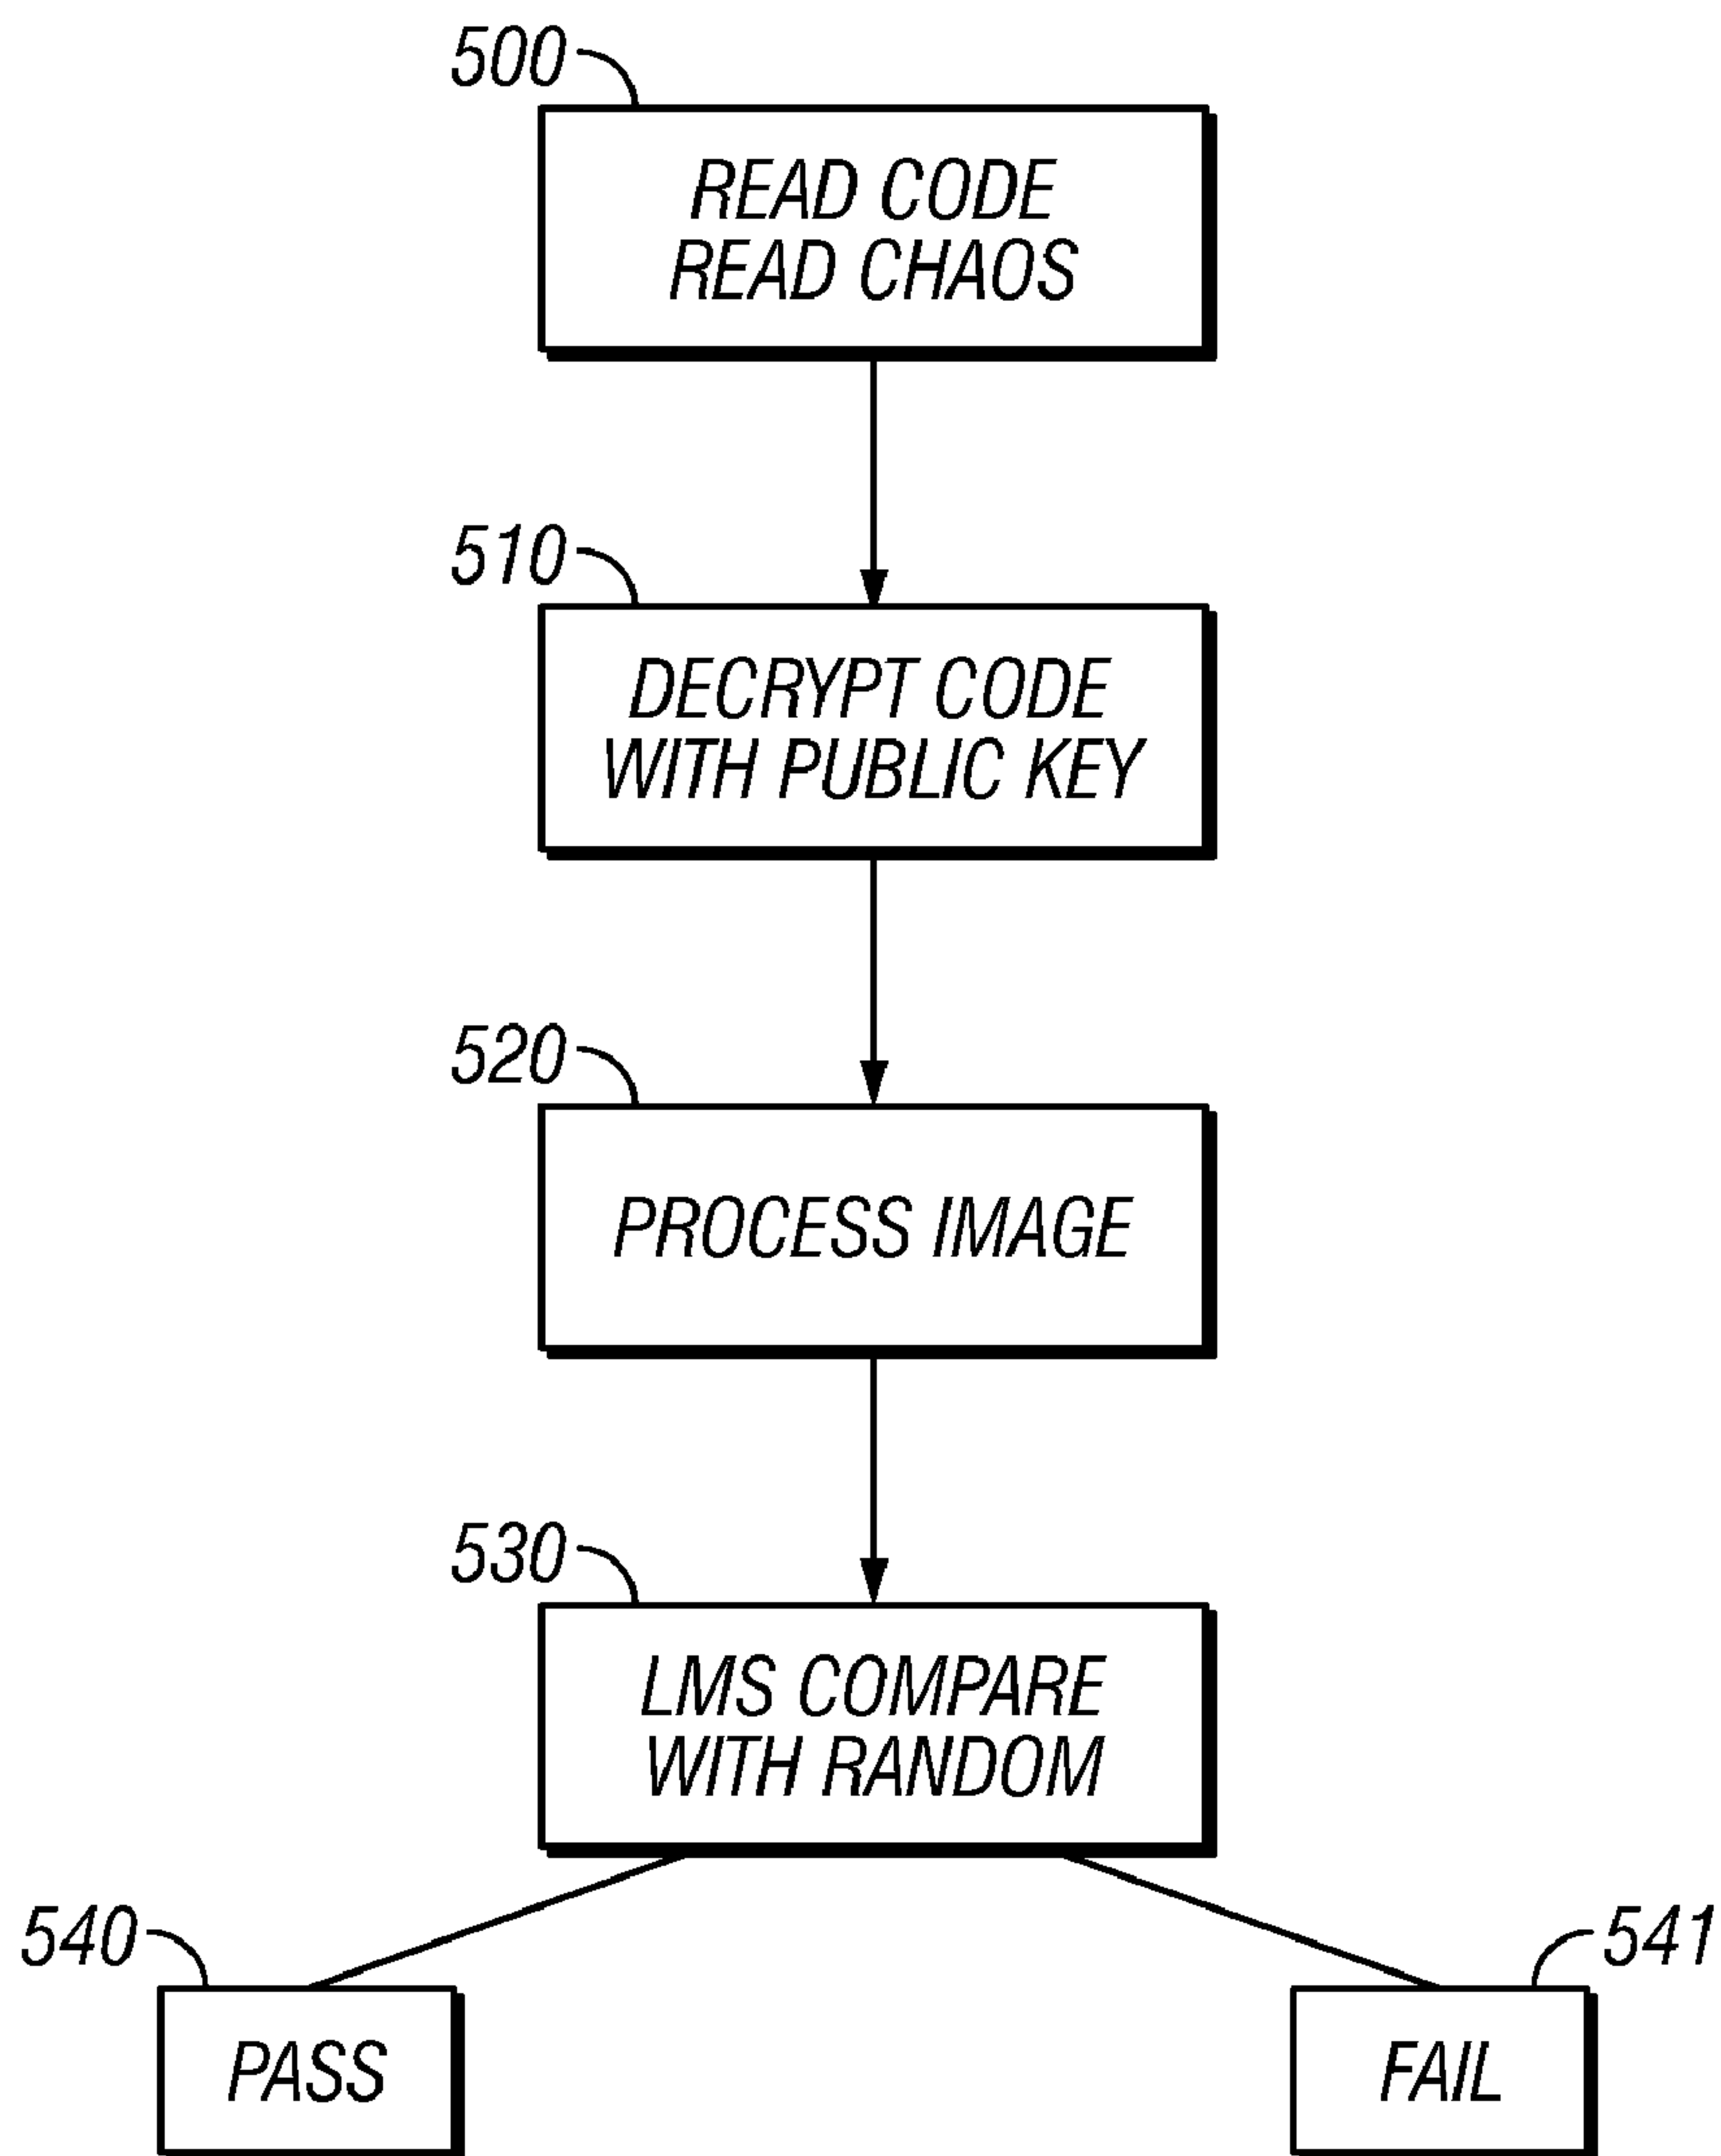 500
READ CODE
READ CHAOS
510
DECRYPT CODE
WITH PUBLIC KEY
520
PROCESS IMAGE
530
LMS COMPARE
WITH RANDOM
540
541
PASS
FAIL